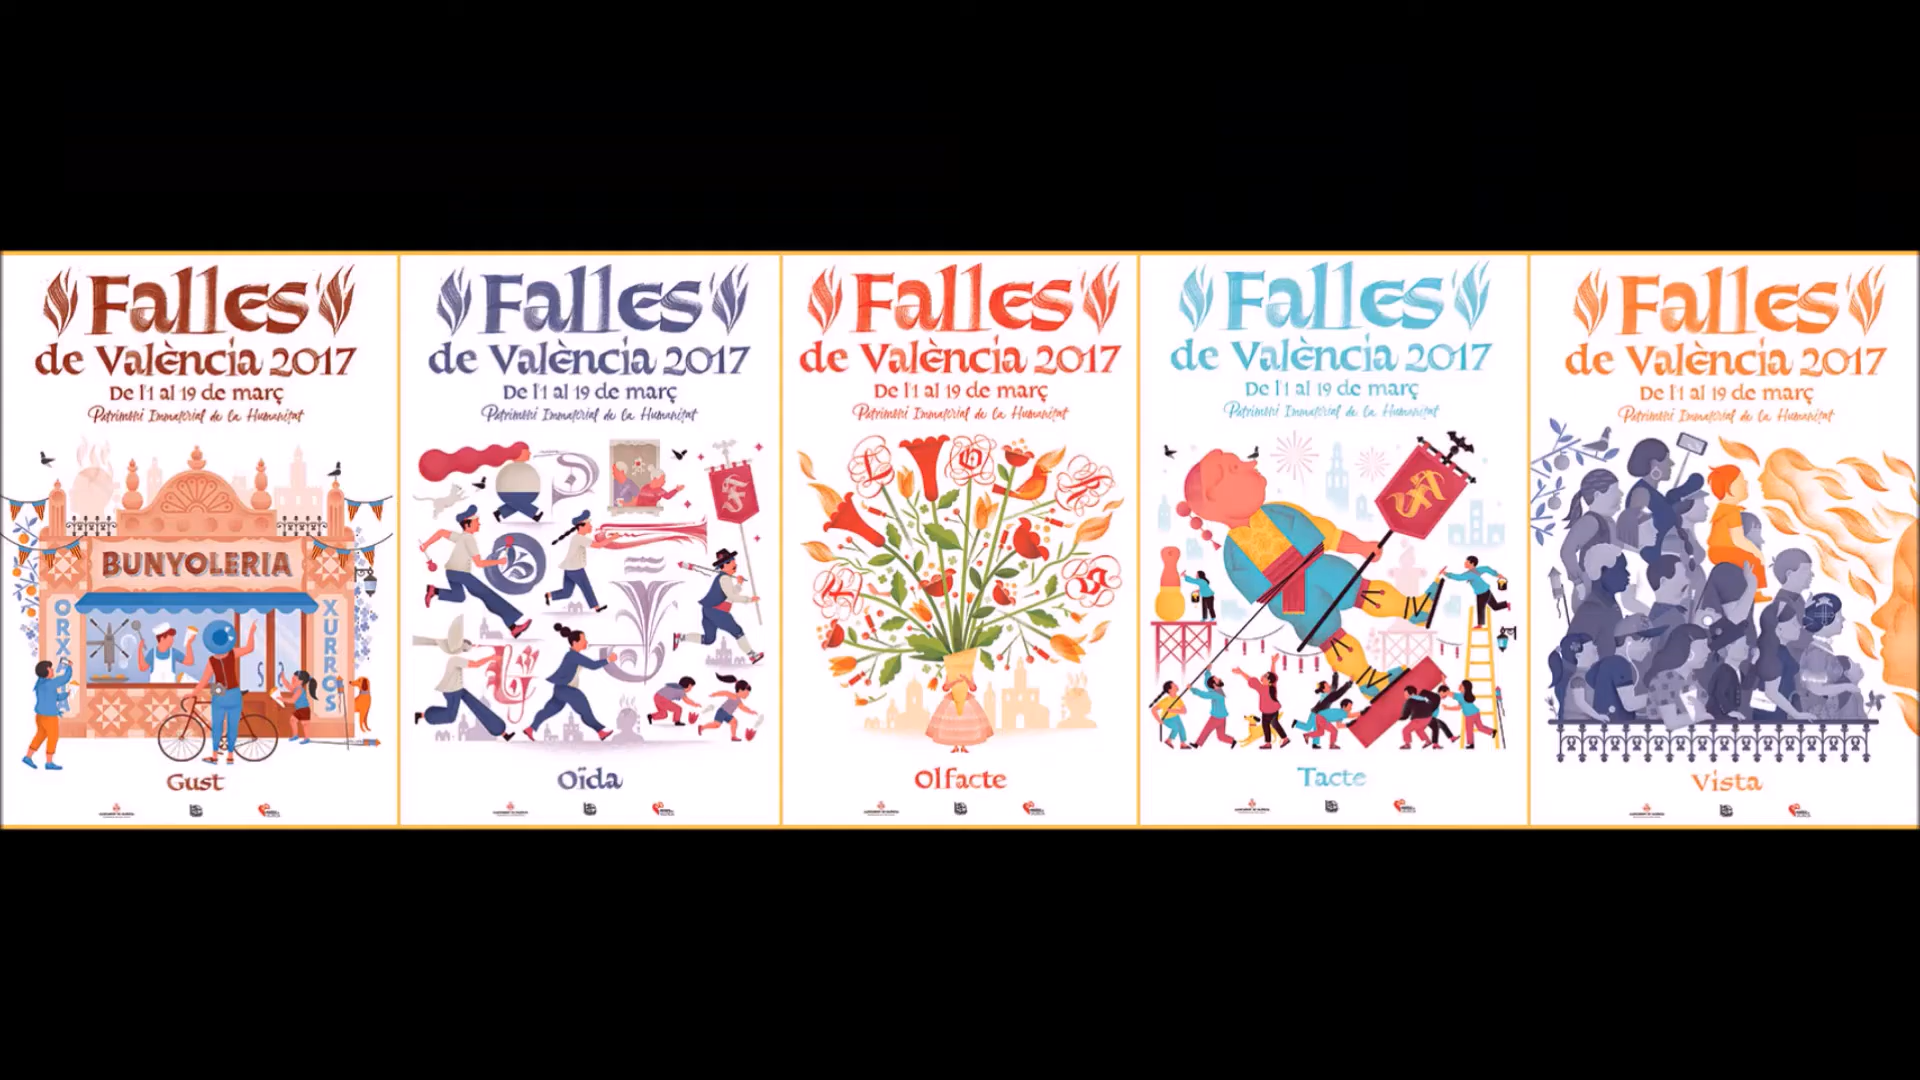 Falles
de València 2017
De l'1 al 19 de març
Patrimoni Immaterial de la Humanitat
BUNYOLERIA
ORXA
XURROS
Gust
Falles
de València 2017
De l'1 al 19 de març
Patrimoni Immaterial de la Humanitat
F
Oïda
Falles
de València 2017
De l'1 al 19 de març
Patrimoni Immaterial de la Humanitat
Olfacte
Falles
de València 2017
De l'1 al 19 de març
Patrimoni Immaterial de la Humanitat
Tacte
Falles
de València 2017
De l'1 al 19 de març
Patrimoni Immaterial de la Humanitat
Vista